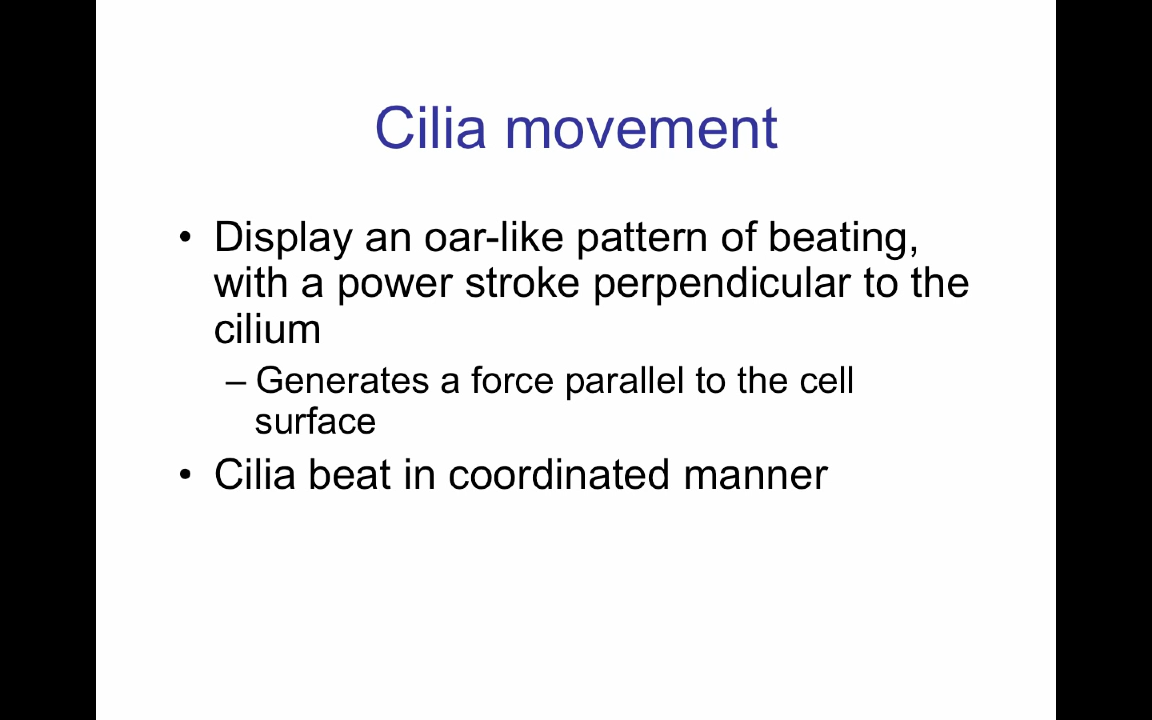 Cilia movement
• Display an oar-like pattern of beating,
with a power stroke perpendicular to the
cilium
– Generates a force parallel to the cell
surface
• Cilia beat in coordinated manner